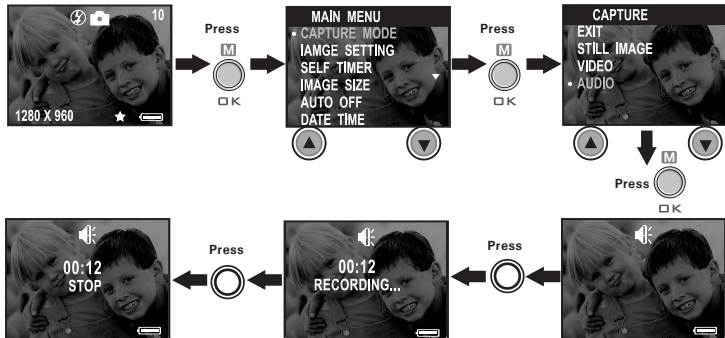 10
1280 X 960
Press
M
OK
MAIN MENU
• CAPTURE MODE
IAMGE SETTING
SELF TIMER
IMAGE SIZE
AUTO OFF
DATE TIME
Press
M
OK
CAPTURE
EXIT
STILL IMAGE
VIDEO
• AUDIO
M
Press
OK
00:12
STOP
Press
00:12
RECORDING...
Press